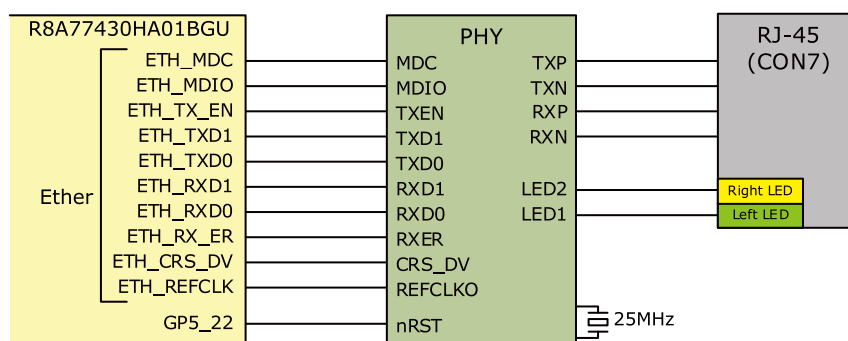 R8A77430HA01BGU
Ether
ETH_MDC
ETH_MDIO
ETH_TX_EN
ETH_TXD1
ETH_TXD0
ETH_RXD1
ETH_RXD0
ETH_RX_ER
ETH_CRS_DV
ETH_REFCLK
GP5_22
PHY
MDC
MDIO
TXEN
TXD1
TXD0
RXD1
RXD0
RXER
CRS_DV
REFCLKO
nRST
TXP
TXN
RXP
RXN
LED2
LED1
25MHz
RJ-45
(CON7)
Right LED
Left LED